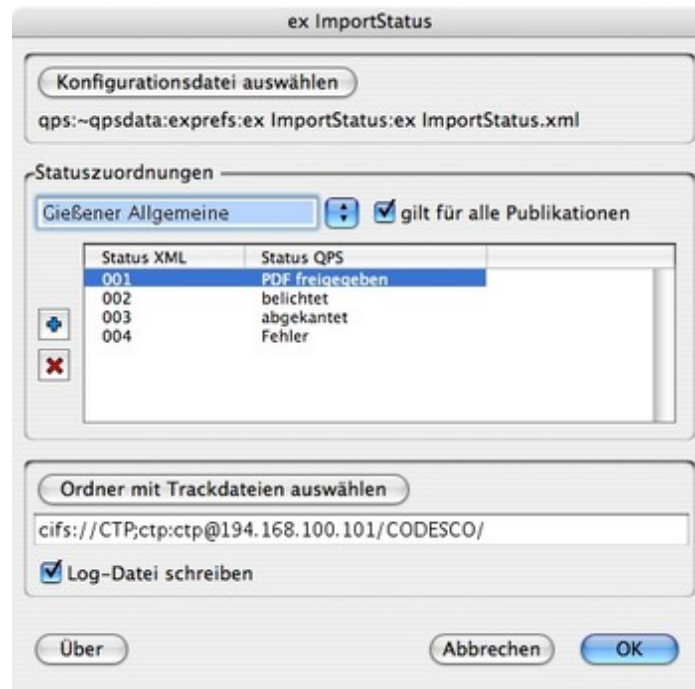 ex ImportStatus
Konfigurationsdatei auswählen
qps:~qpsdata:exprefs:ex ImportStatus:ex ImportStatus.xml
Statuszuordnungen
Gießener Allgemeine gilt für alle Publikationen
Status XML Status QPS
001 PDF freigegeben
002 belichtet
003 abgekantet
004 Fehler
Ordner mit Trackdateien auswählen
cifs://CTP;ctp:ctp@194.168.100.101/CODESCO/
Log-Datei schreiben
Über Abbrechen OK